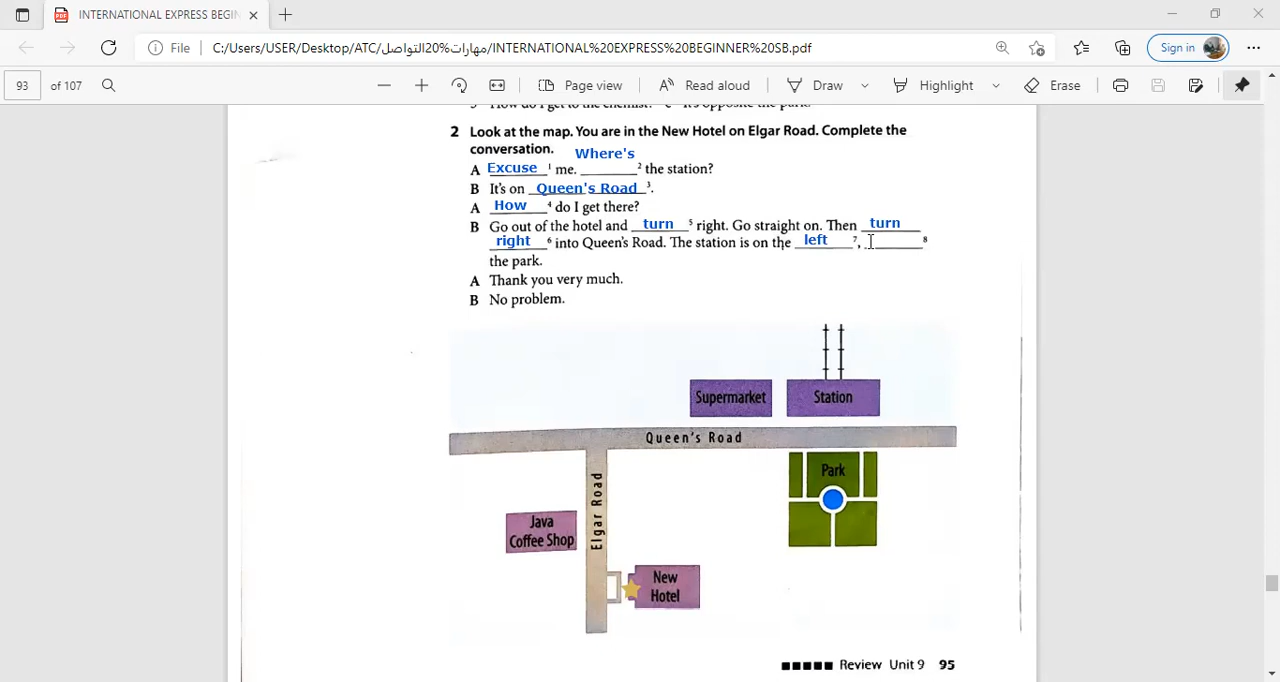 INTERNATIONAL EXPRESS BEGIN
File C:/Users/USER/Desktop/ATC/مهارات%20التواصل/INTERNATIONAL%20EXPRESS%20BEGINNER%20SB.pdf Sign in
93 of 107 Page view Read aloud Draw Highlight Erase
2 Look at the map. You are in the New Hotel on Elgar Road. Complete the
conversation. Where's
A Excuse ¹ me. ________ ² the station?
B It's on Queen's Road ³.
A How ⁴ do I get there?
B Go out of the hotel and turn ⁵ right. Go straight on. Then turn
right ⁶ into Queen's Road. The station is on the left ⁷, ________ ⁸
the park.
A Thank you very much.
B No problem.
Supermarket Station
Queen's Road
Park
Elgar Road
Java
Coffee Shop
New
Hotel
Review Unit 9 95